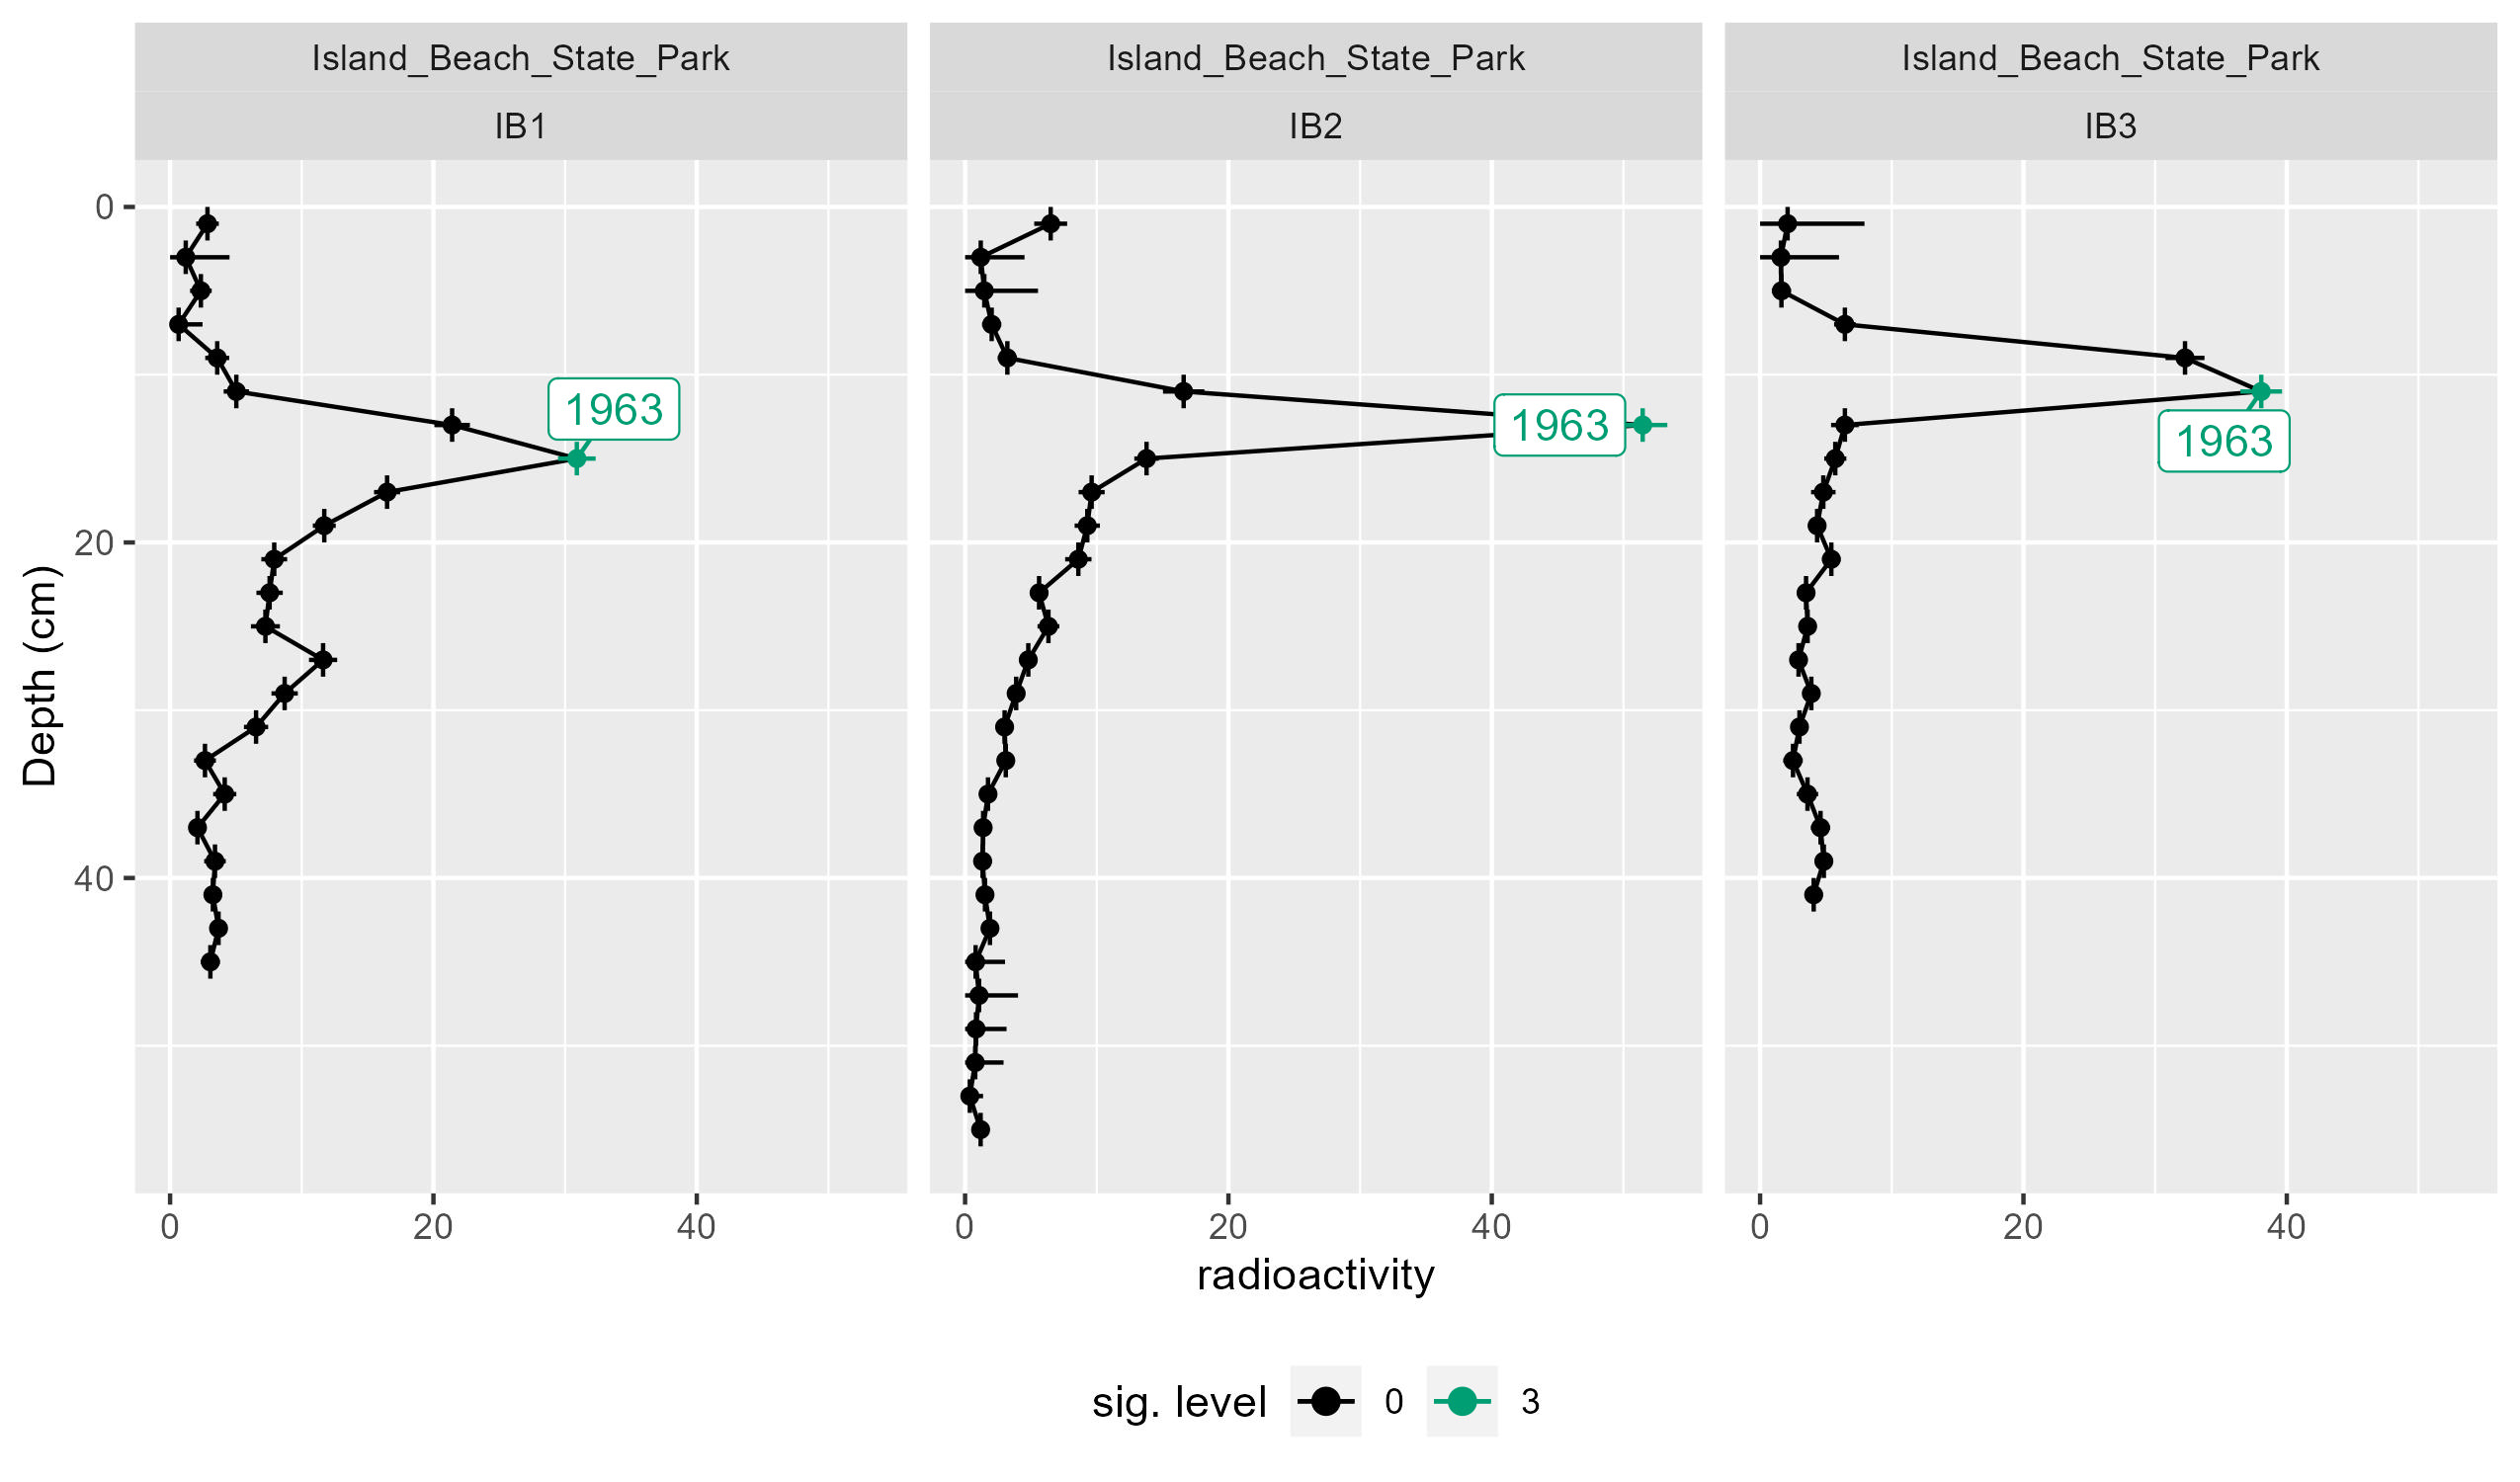 Island_Beach_State_Park Island_Beach_State_Park Island_Beach_State_Park
IB1 IB2 IB3
0
20
40
Depth (cm)
1963
1963
1963
0 20 40 0 20 40 0 20 40
radioactivity
sig. level 0 3